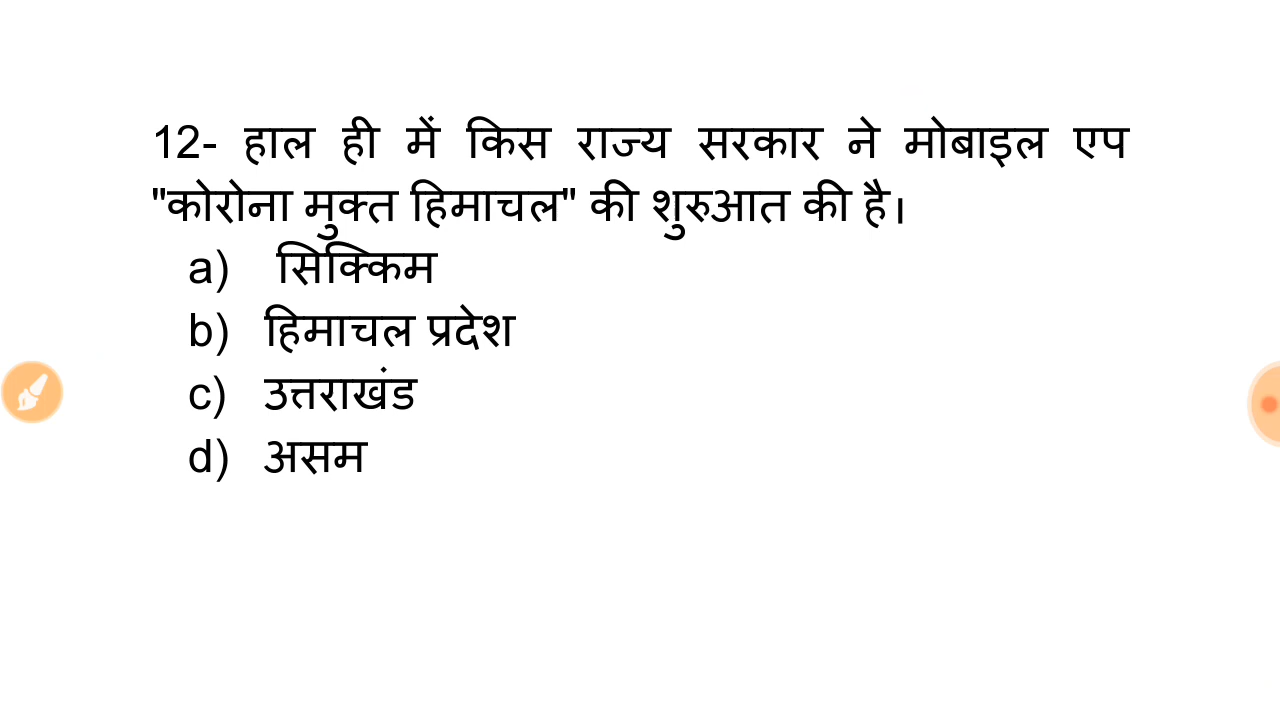 12- हाल ही में किस राज्य सरकार ने मोबाइल एप
"कोरोना मुक्त हिमाचल" की शुरुआत की है।
a) सिक्किम
b) हिमाचल प्रदेश
c) उत्तराखंड
d) असम